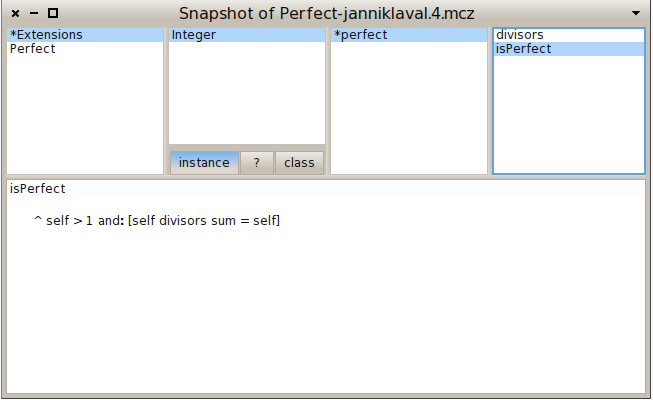 Snapshot of Perfect-janniklaval.4.mcz
*Extensions
Perfect
Integer
instance ? class
*perfect
divisors
isPerfect
isPerfect
^ self > 1 and: [self divisors sum = self]